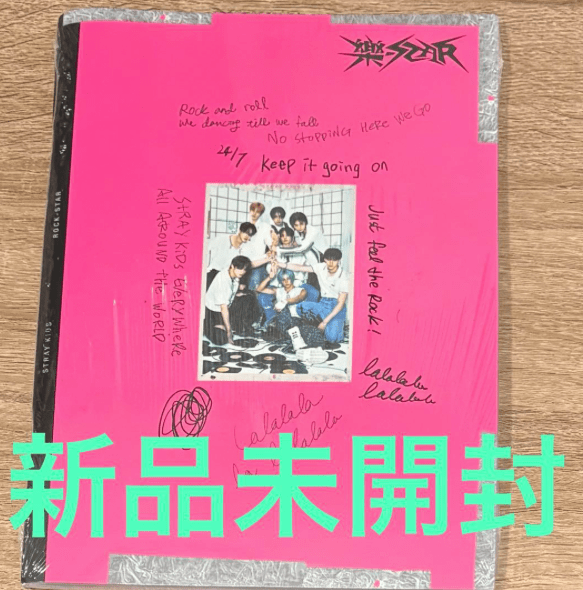 樂-STAR
Rock and roll
we dancing till we fall
NO STOPPING HERE WE GO
24/7 keep it going on
STRAY KIDS EVERYWHERE
All AROUND the WORLD
Just feel the Rock!
lalalala
lalalala
lalalala
ROCK-STAR
STRAY KIDS
新品未開封